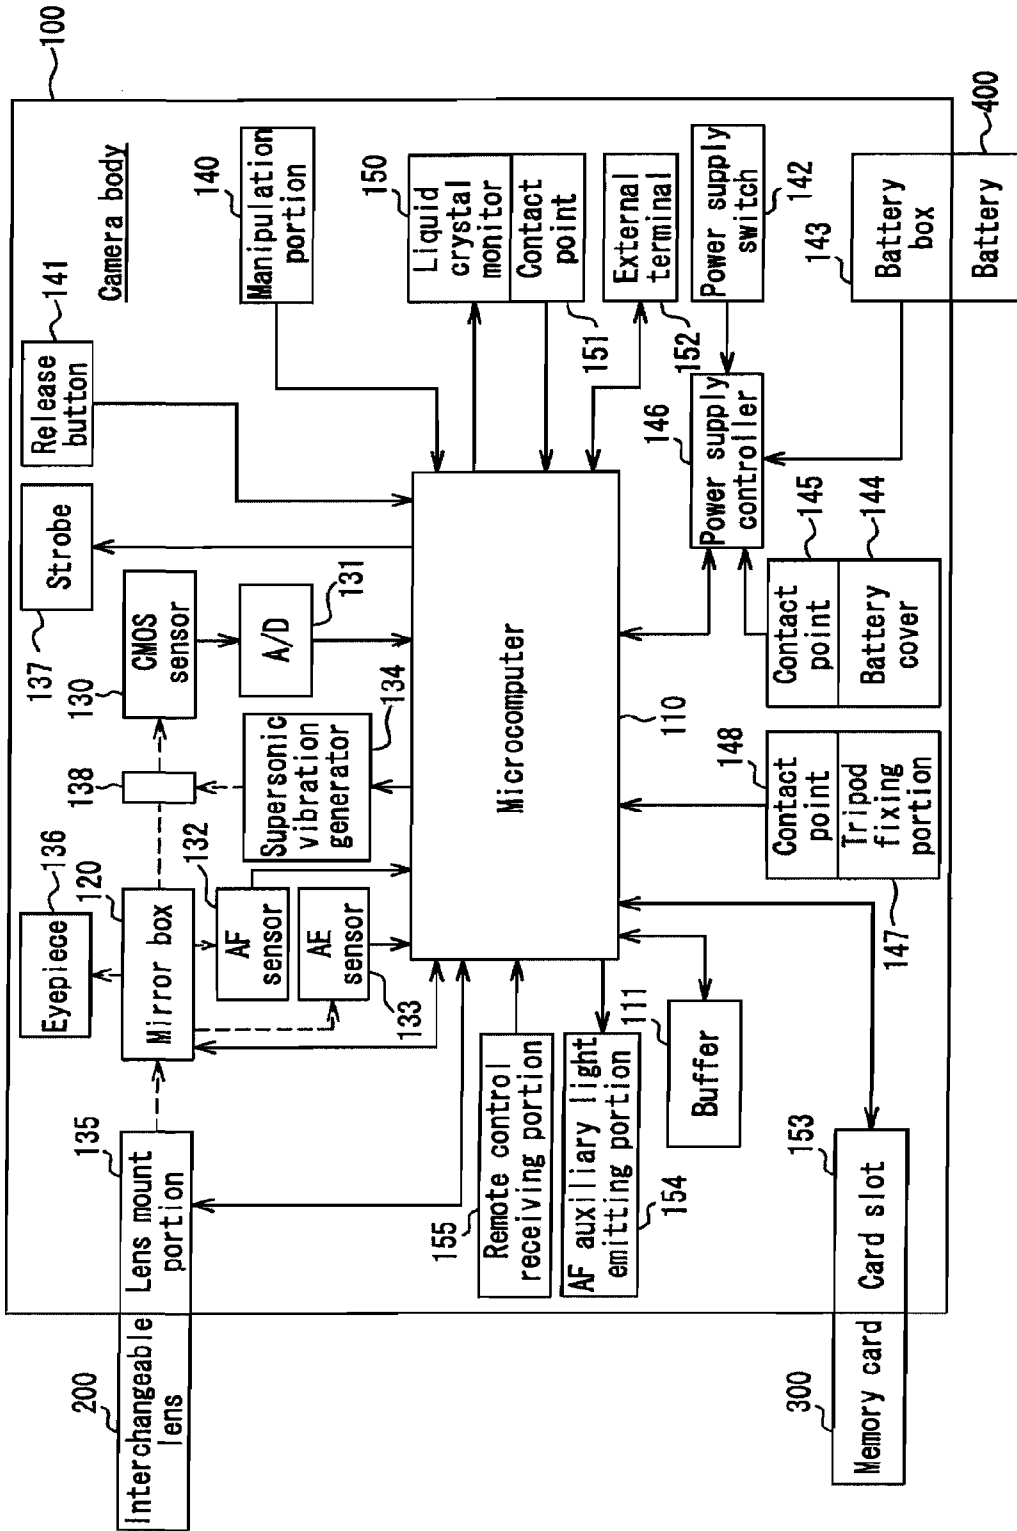 100
Camera body
200
Interchangeable
lens
135
Lens mount
portion
Eyepiece
136
120
Mirror box
138
130
CMOS
sensor
137
Strobe
Release
button
141
132
AF
sensor
AE
sensor
133
Supersonic
vibration
generator
134
A/D
131
140
Manipulation
portion
155
Remote control
receiving portion
AF auxiliary light
emitting portion
154
111
Buffer
Microcomputer
110
150
Liquid
crystal
monitor
Contact
point
151
External
terminal
152
Power supply
switch
142
146
Power supply
controller
300
Memory card
Card slot
153
148
Contact
point
Tripod
fixing
portion
147
Contact
point
145
Battery
cover
144
143
Battery
box
Battery
400